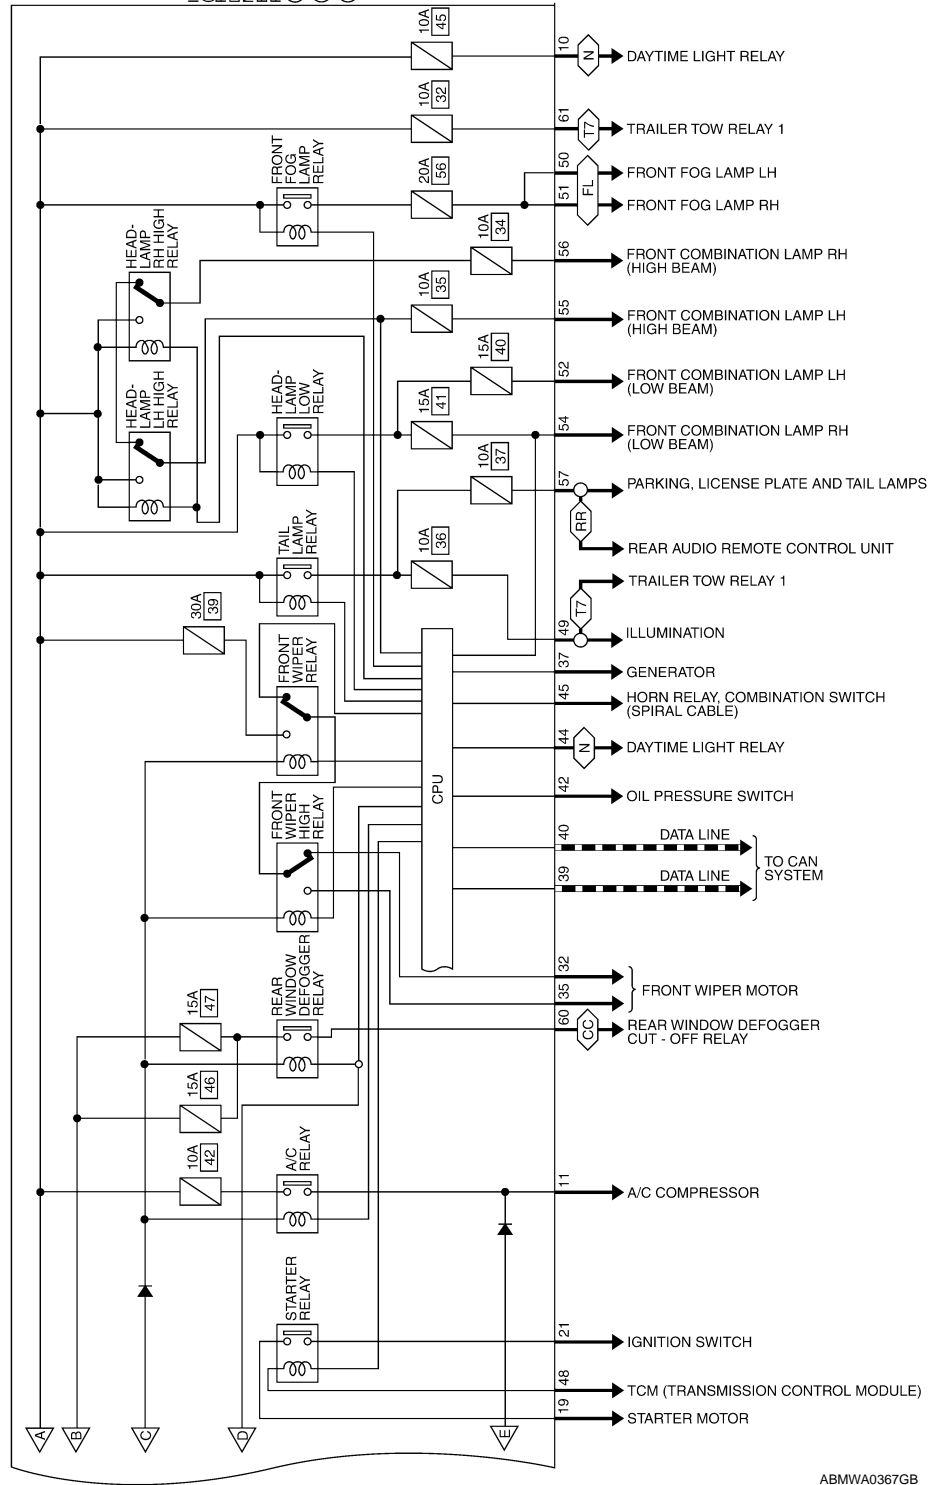 10A
45
10
N
DAYTIME LIGHT RELAY
10A
32
61
T7
TRAILER TOW RELAY 1
FRONT
FOG
LAMP
RELAY
20A
56
50
51
FL
FRONT FOG LAMP LH
FRONT FOG LAMP RH
HEAD-
LAMP
RH HIGH
RELAY
10A
34
56
FRONT COMBINATION LAMP RH
(HIGH BEAM)
10A
35
55
FRONT COMBINATION LAMP LH
(HIGH BEAM)
HEAD-
LAMP
LH HIGH
RELAY
HEAD-
LAMP
LOW
RELAY
15A
40
52
FRONT COMBINATION LAMP LH
(LOW BEAM)
15A
41
54
FRONT COMBINATION LAMP RH
(LOW BEAM)
10A
37
57
PARKING, LICENSE PLATE AND TAIL LAMPS
RR
REAR AUDIO REMOTE CONTROL UNIT
TAIL
LAMP
RELAY
10A
36
TRAILER TOW RELAY 1
T7
49
ILLUMINATION
30A
39
FRONT
WIPER
RELAY
37
GENERATOR
45
HORN RELAY, COMBINATION SWITCH
(SPIRAL CABLE)
44
N
DAYTIME LIGHT RELAY
CPU
42
OIL PRESSURE SWITCH
FRONT
WIPER
HIGH
RELAY
40
DATA LINE
39
DATA LINE
TO CAN
SYSTEM
32
35
FRONT WIPER MOTOR
REAR
WINDOW
DEFOGGER
RELAY
15A
47
60
CC
REAR WINDOW DEFOGGER
CUT - OFF RELAY
15A
46
10A
42
A/C
RELAY
11
A/C COMPRESSOR
STARTER
RELAY
21
IGNITION SWITCH
48
TCM (TRANSMISSION CONTROL MODULE)
19
STARTER MOTOR
A
B
C
D
E
ABMWA0367GB